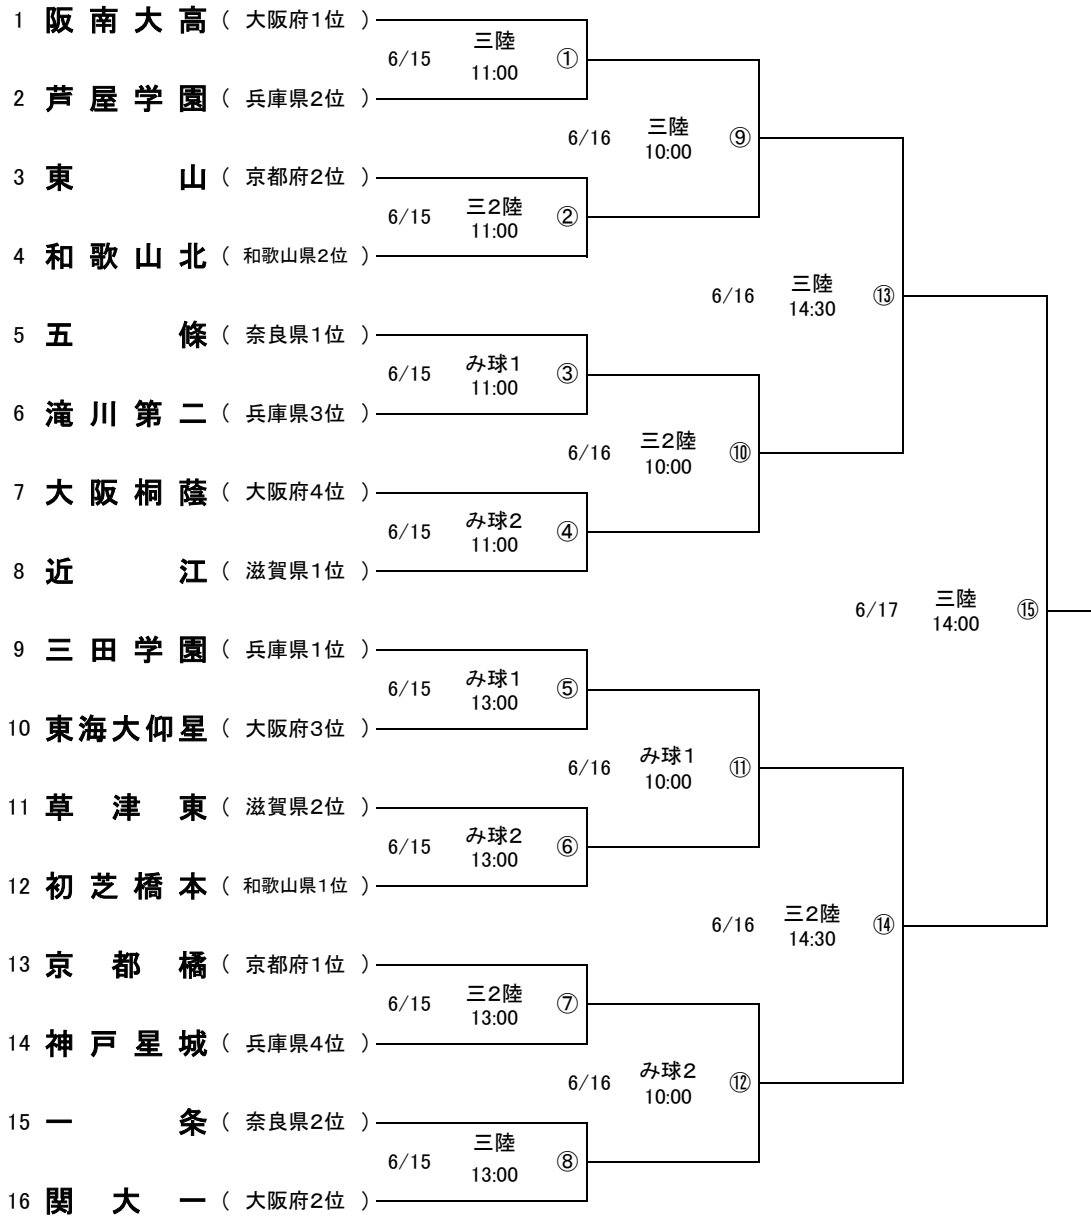 1 阪南大高 ( 大阪府1位 )
6/15 三陸 11:00 ①
2 芦屋学園 ( 兵庫県2位 )
6/16 三陸 10:00 ⑨
3 東山 ( 京都府2位 )
6/15 三2陸 11:00 ②
4 和歌山北 ( 和歌山県2位 )
6/16 三陸 14:30 ⑬
5 五條 ( 奈良県1位 )
6/15 み球1 11:00 ③
6 滝川第二 ( 兵庫県3位 )
6/16 三2陸 10:00 ⑩
7 大阪桐蔭 ( 大阪府4位 )
6/15 み球2 11:00 ④
8 近江 ( 滋賀県1位 )
6/17 三陸 14:00 ⑮
9 三田学園 ( 兵庫県1位 )
6/15 み球1 13:00 ⑤
10 東海大仰星 ( 大阪府3位 )
6/16 み球1 10:00 ⑪
11 草津東 ( 滋賀県2位 )
6/15 み球2 13:00 ⑥
12 初芝橋本 ( 和歌山県1位 )
6/16 三2陸 14:30 ⑭
13 京都橘 ( 京都府1位 )
6/15 三2陸 13:00 ⑦
14 神戸星城 ( 兵庫県4位 )
6/16 み球2 10:00 ⑫
15 一条 ( 奈良県2位 )
6/15 三陸 13:00 ⑧
16 関大一 ( 大阪府2位 )